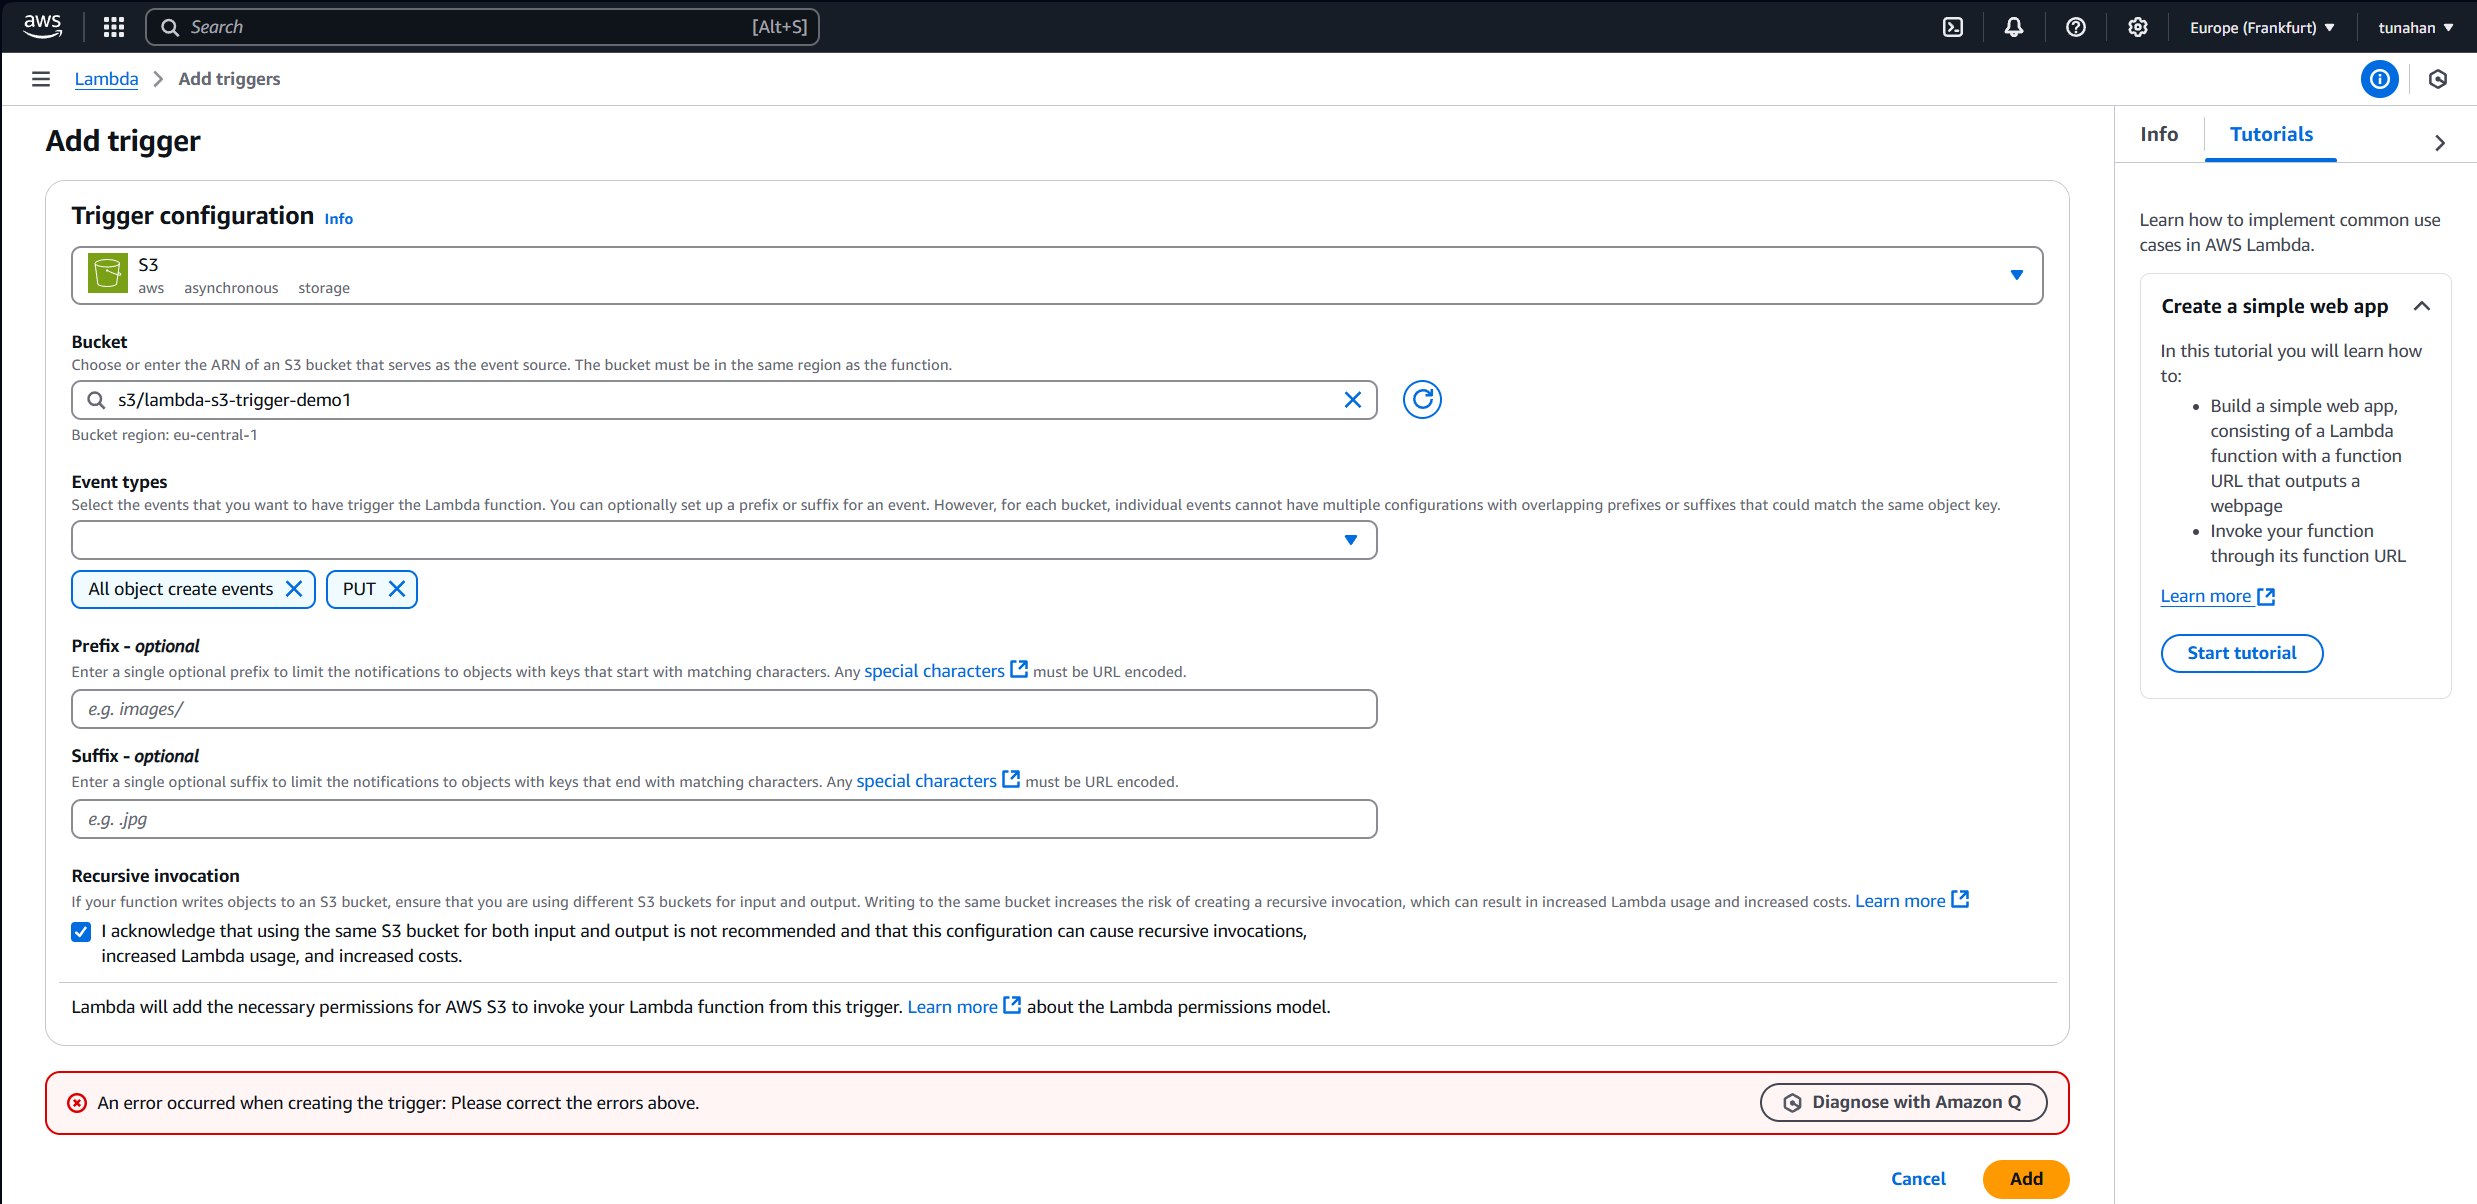 aws
Search
[Alt+S]
Europe (Frankfurt)
tunahan
Lambda
Add triggers
Add trigger
Trigger configuration Info
S3
aws asynchronous storage
Bucket
Choose or enter the ARN of an S3 bucket that serves as the event source. The bucket must be in the same region as the function.
s3/lambda-s3-trigger-demo1
Bucket region: eu-central-1
Event types
Select the events that you want to have trigger the Lambda function. You can optionally set up a prefix or suffix for an event. However, for each bucket, individual events cannot have multiple configurations with overlapping prefixes or suffixes that could match the same object key.
All object create events
PUT
Prefix - optional
Enter a single optional prefix to limit the notifications to objects with keys that start with matching characters. Any special characters must be URL encoded.
e.g. images/
Suffix - optional
Enter a single optional suffix to limit the notifications to objects with keys that end with matching characters. Any special characters must be URL encoded.
e.g. .jpg
Recursive invocation
If your function writes objects to an S3 bucket, ensure that you are using different S3 buckets for input and output. Writing to the same bucket increases the risk of creating a recursive invocation, which can result in increased Lambda usage and increased costs. Learn more
I acknowledge that using the same S3 bucket for both input and output is not recommended and that this configuration can cause recursive invocations,
increased Lambda usage, and increased costs.
Lambda will add the necessary permissions for AWS S3 to invoke your Lambda function from this trigger. Learn more about the Lambda permissions model.
An error occurred when creating the trigger: Please correct the errors above.
Diagnose with Amazon Q
Cancel
Add
Info
Tutorials
Learn how to implement common use
cases in AWS Lambda.
Create a simple web app
In this tutorial you will learn how
to:
• Build a simple web app,
consisting of a Lambda
function with a function
URL that outputs a
webpage
• Invoke your function
through its function URL
Learn more
Start tutorial